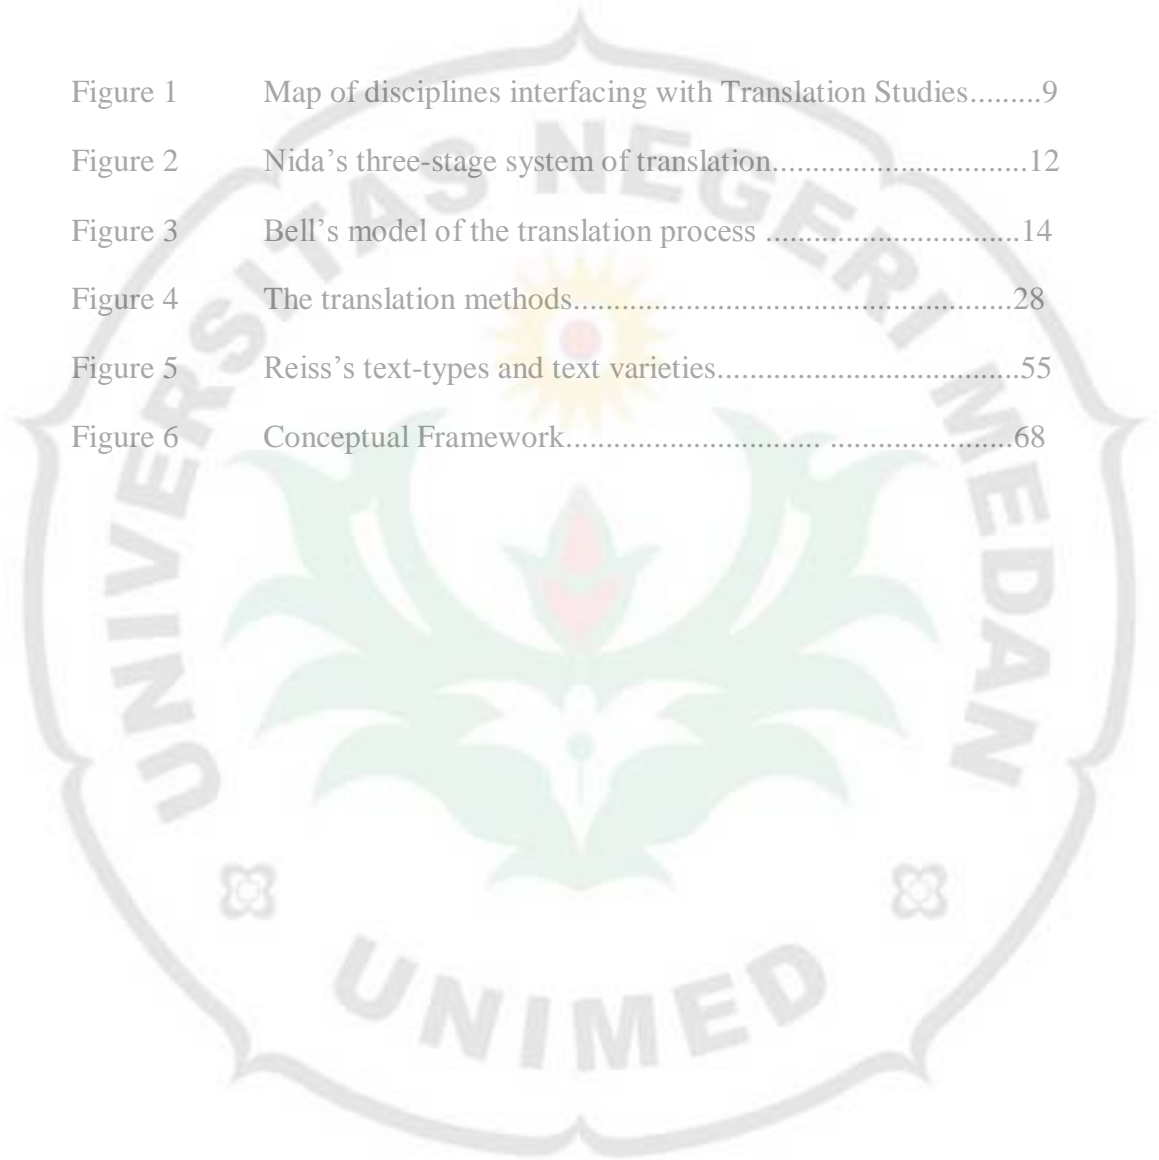 Figure 1 Map of disciplines interfacing with Translation Studies.........9
Figure 2 Nida’s three-stage system of translation...............................12
Figure 3 Bell’s model of the translation process ...............................14
Figure 4 The translation methods......................................................28
Figure 5 Reiss’s text-types and text varieties.....................................55
Figure 6 Conceptual Framework............................... ......................68
UNIVERSITAS NEGERI MEDAN
UNIMED